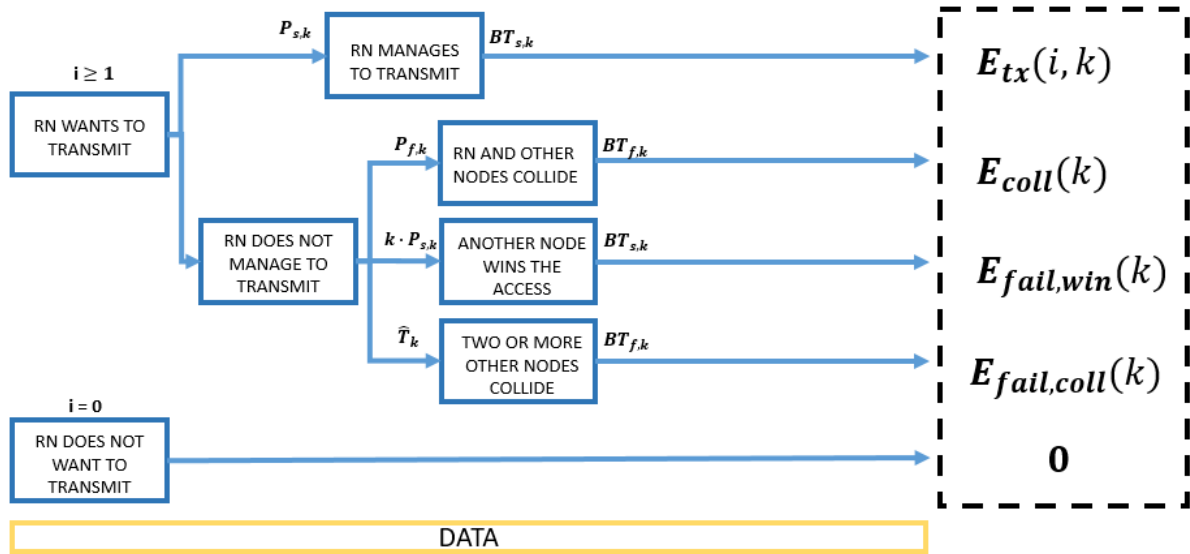 i ≥ 1
RN WANTS TO
TRANSMIT
P_{s,k}
RN MANAGES
TO TRANSMIT
BT_{s,k}
E_{tx}(i, k)
RN DOES NOT
MANAGE TO
TRANSMIT
P_{f,k}
RN AND OTHER
NODES COLLIDE
BT_{f,k}
E_{coll}(k)
k · P_{s,k}
ANOTHER NODE
WINS THE
ACCESS
BT_{s,k}
E_{fail,win}(k)
T̂_k
TWO OR MORE
OTHER NODES
COLLIDE
BT_{f,k}
E_{fail,coll}(k)
i = 0
RN DOES NOT
WANT TO
TRANSMIT
0
DATA